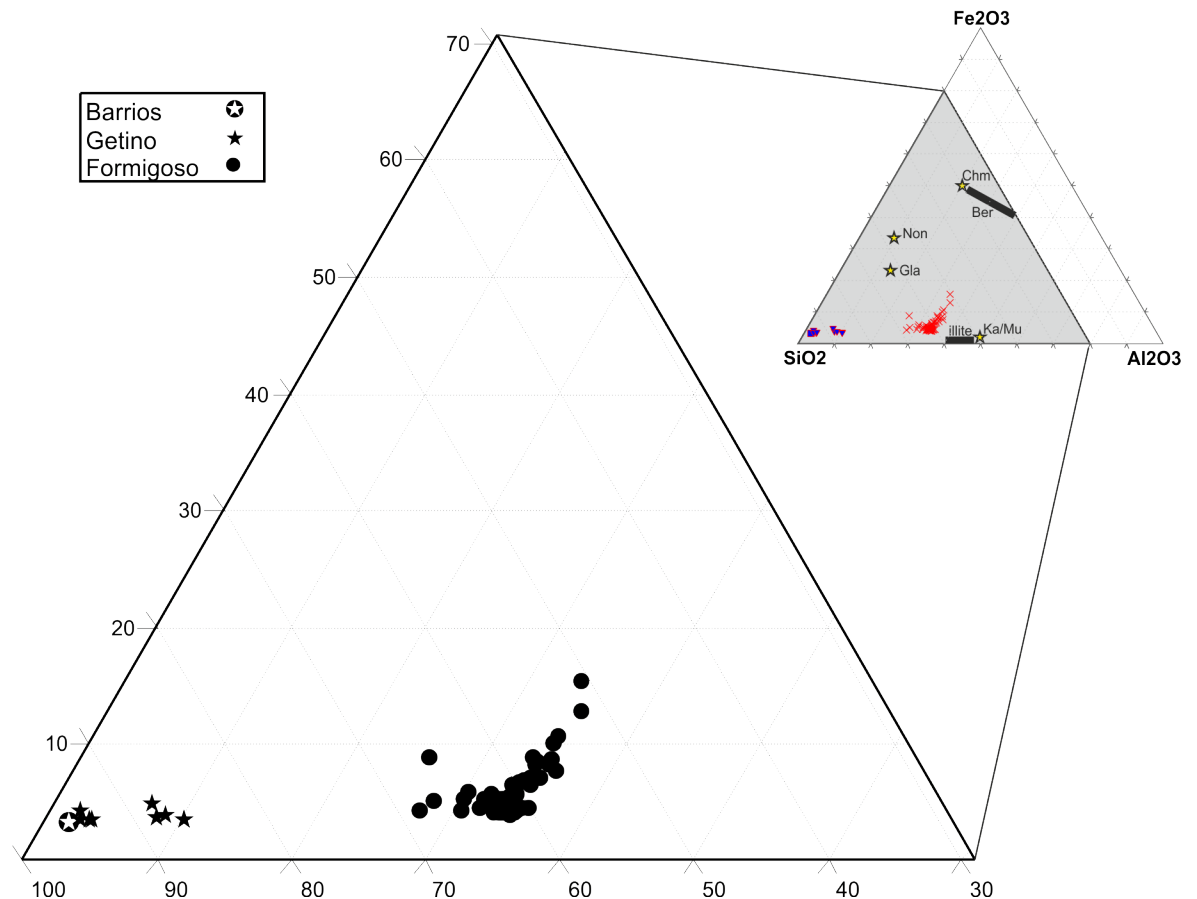 Fe2O3
70
Barrios
Getino
Formigoso
60
Chm
Ber
Non
50
Gla
illite
Ka/Mu
SiO2
Al2O3
40
30
20
10
100
90
80
70
60
50
40
30